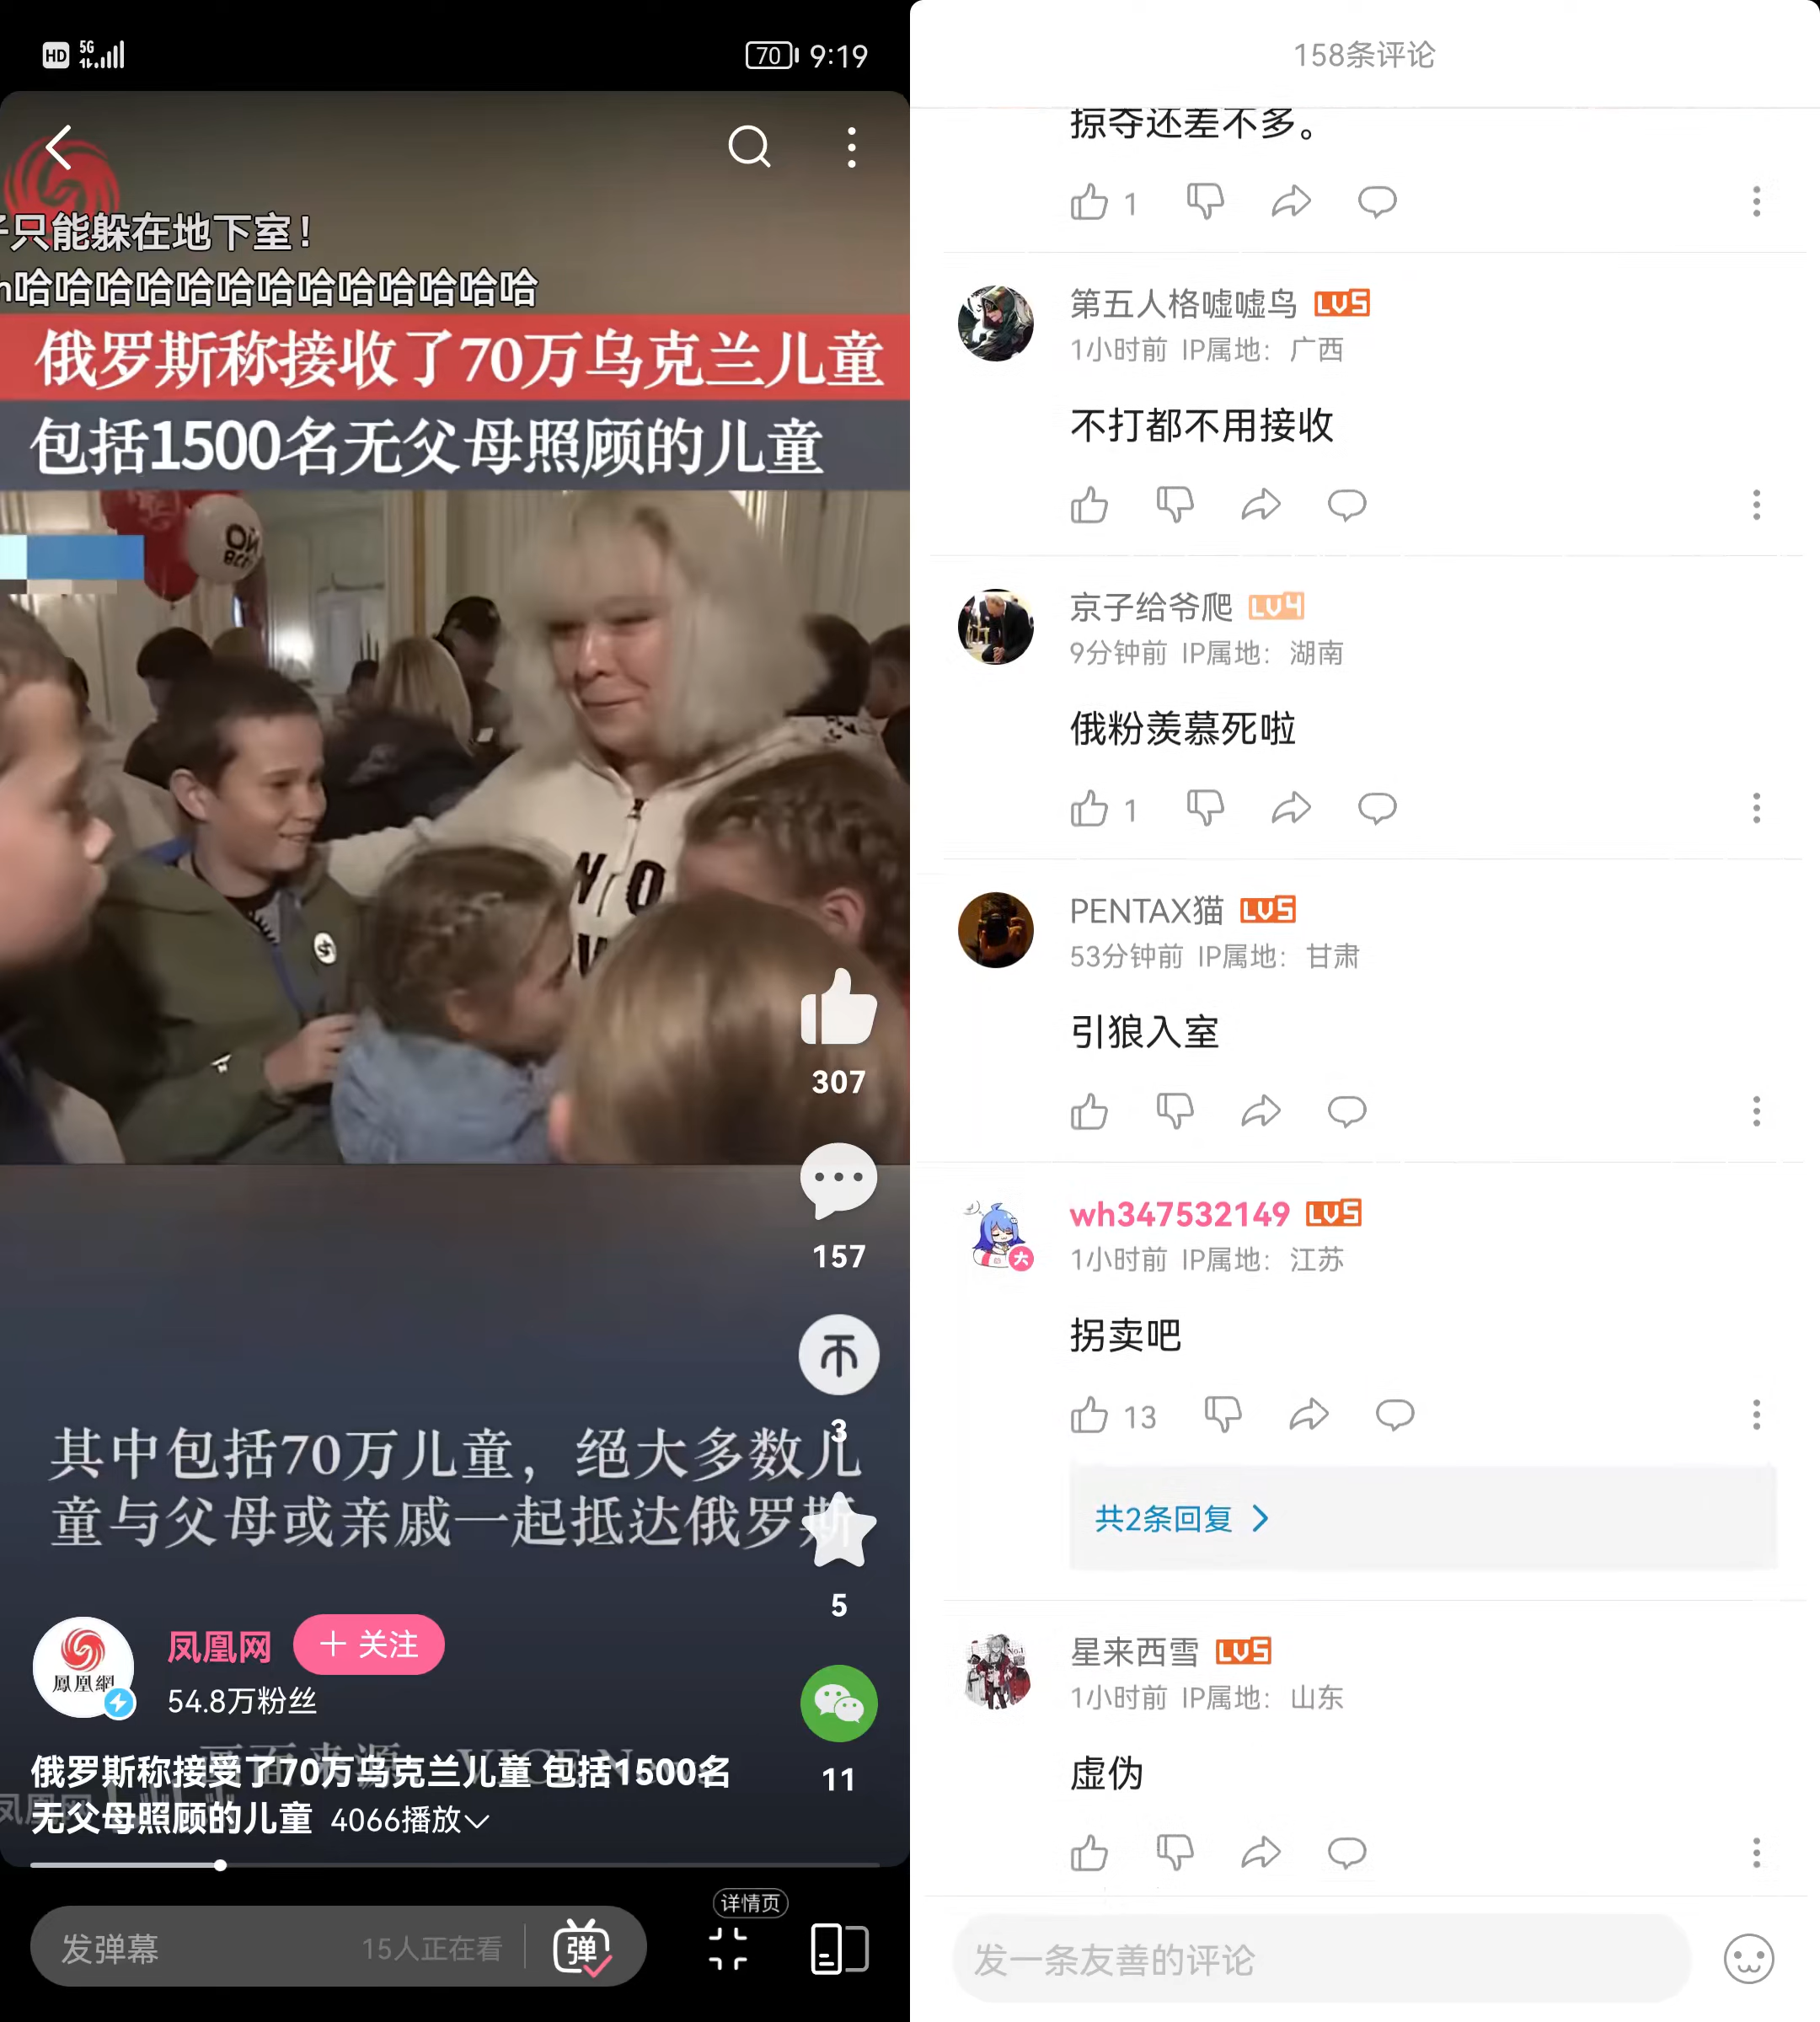 HD 5G 70 9:19
只能躲在地下室！
哈哈哈哈哈哈哈哈哈哈哈哈哈
俄罗斯称接收了70万乌克兰儿童
包括1500名无父母照顾的儿童
307
157
3
其中包括70万儿童，绝大多数儿
童与父母或亲戚一起抵达俄罗斯
5
鳳凰網
凤凰网 + 关注
54.8万粉丝
11
俄罗斯称接受了70万乌克兰儿童 包括1500名
无父母照顾的儿童 4066播放
详情页
发弹幕 15人正在看 弹
158条评论
掠夺还差不多。
1
第五人格嘘嘘鸟 LV5
1小时前 IP属地：广西
不打都不用接收
京子给爷爬 LV4
9分钟前 IP属地：湖南
俄粉羡慕死啦
1
PENTAX猫 LV5
53分钟前 IP属地：甘肃
引狼入室
wh347532149 LV5
1小时前 IP属地：江苏
拐卖吧
13
共2条回复
星来西雪 LV5
1小时前 IP属地：山东
虚伪
发一条友善的评论